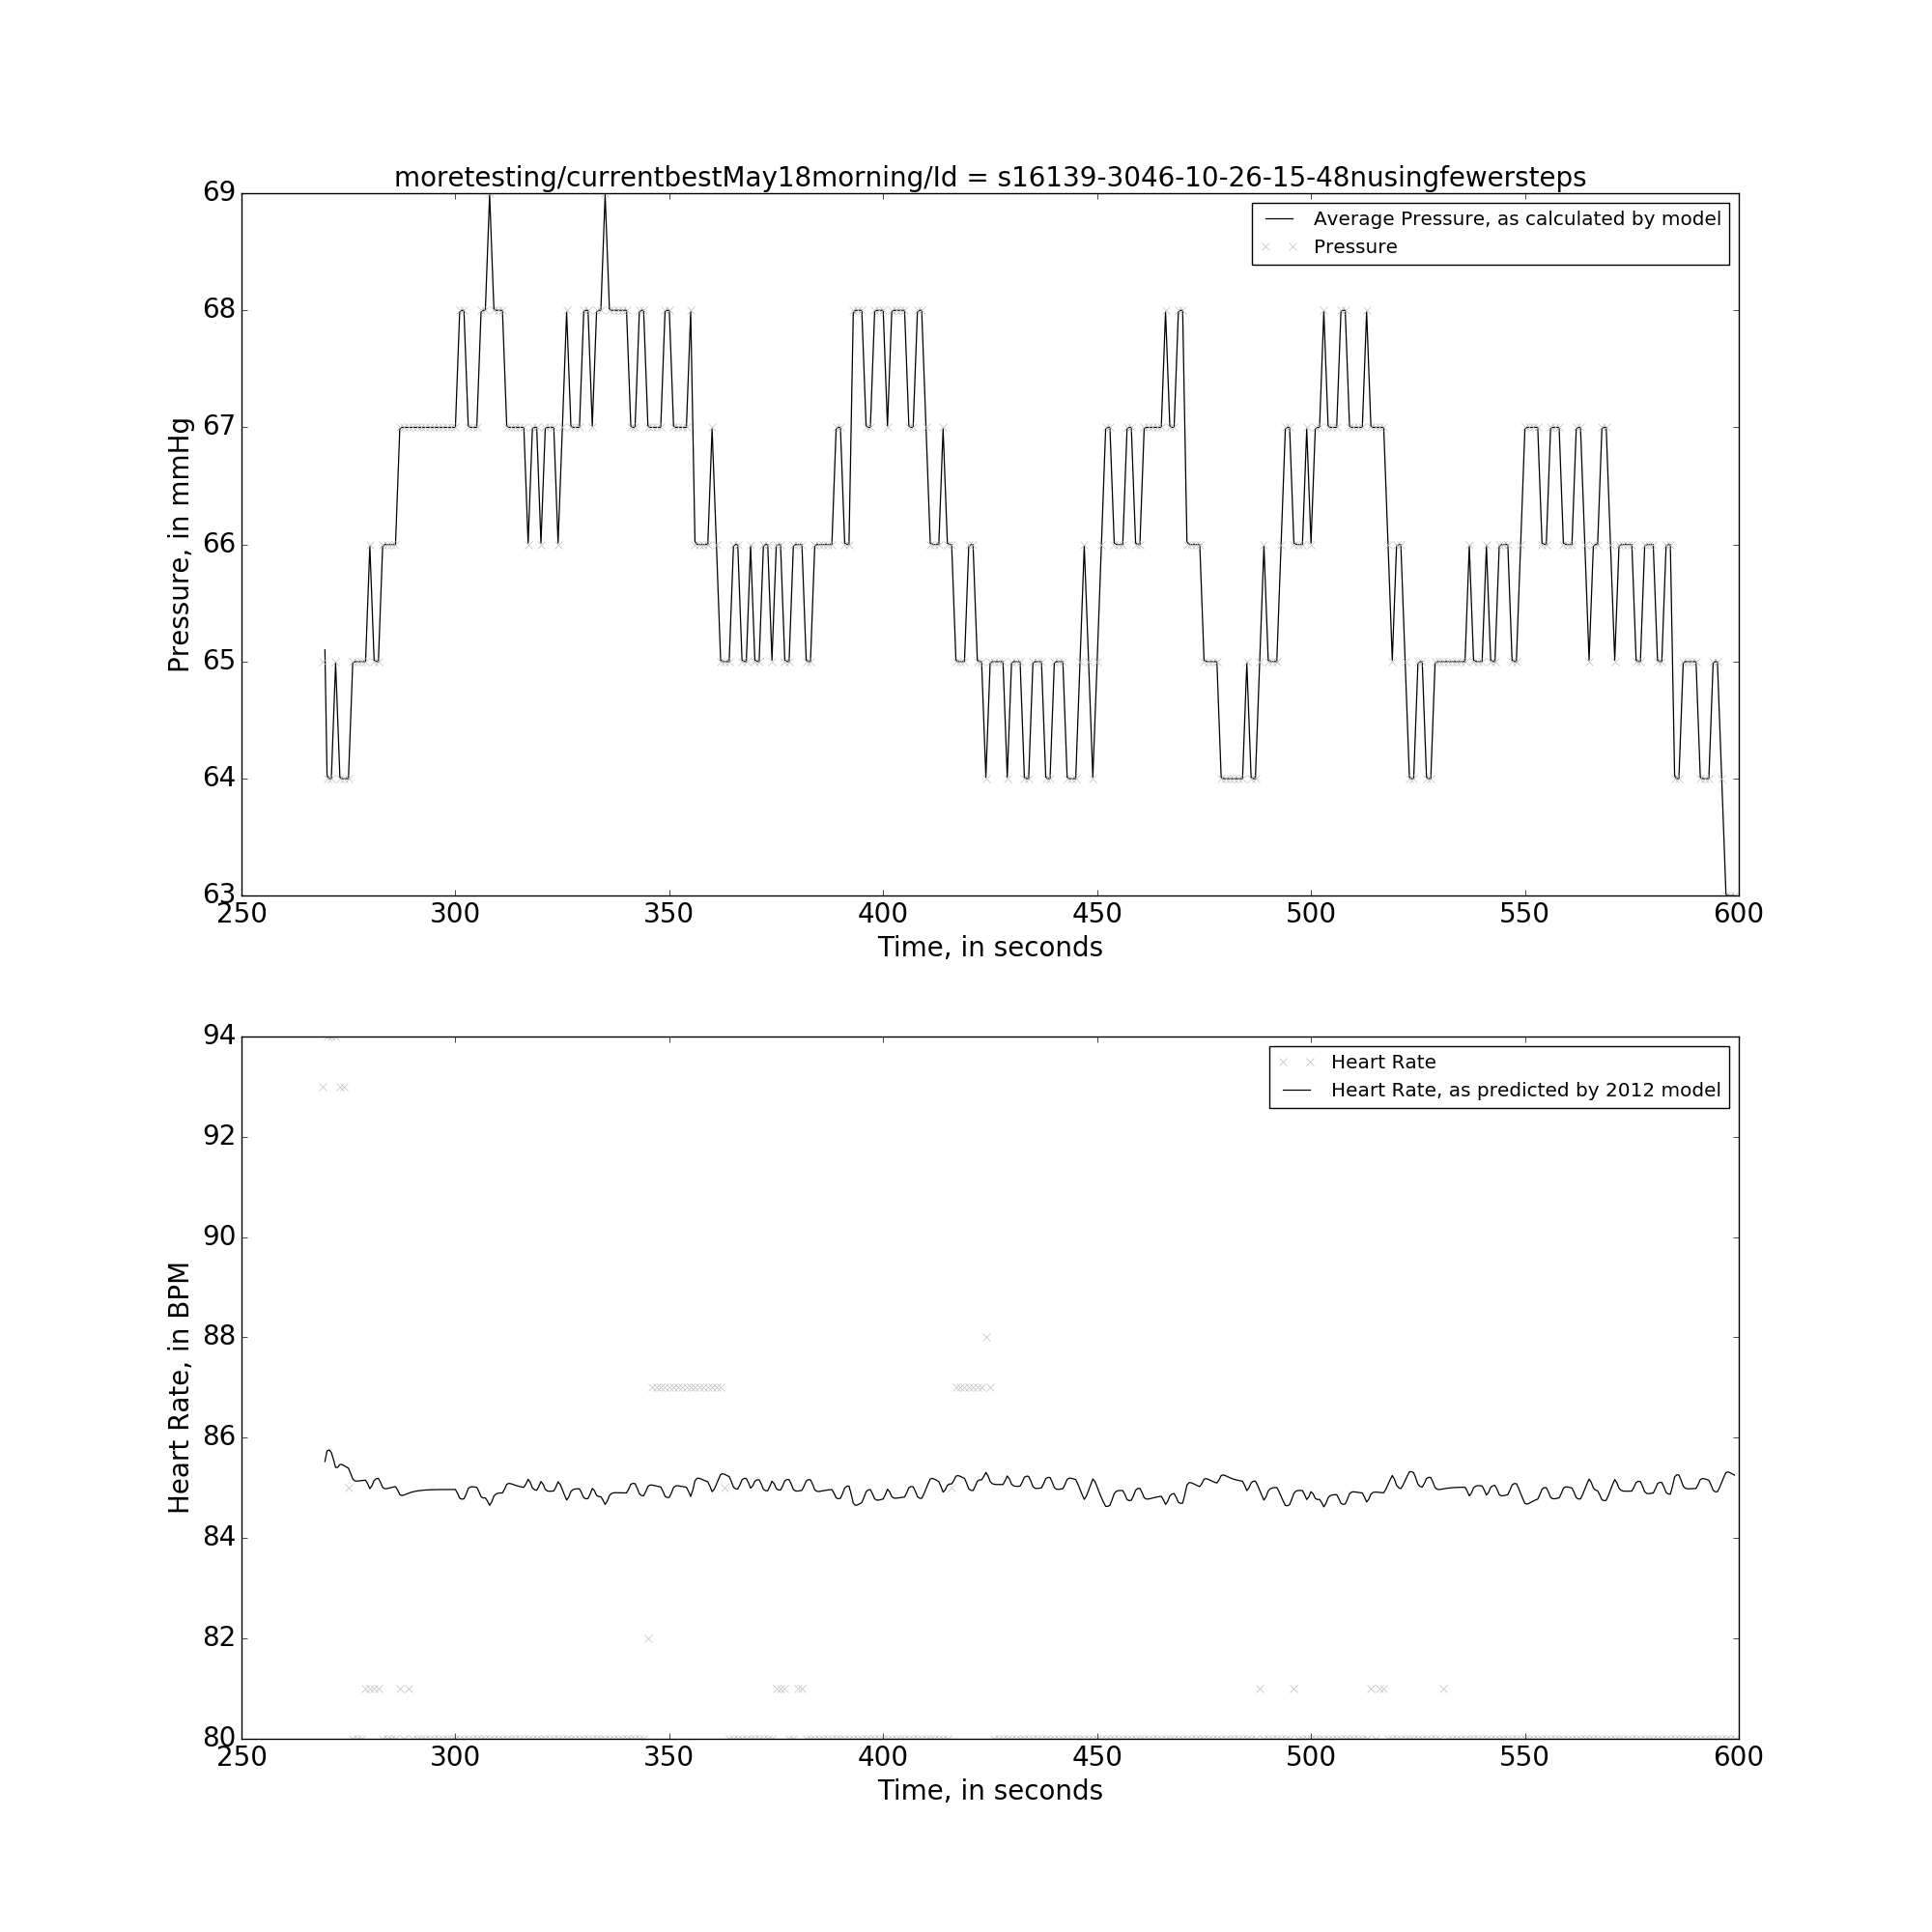 moretesting/currentbestMay18morning/Id = s16139-3046-10-26-15-48nusingfewersteps
69
68
67
66
65
64
63
Pressure, in mmHg
Average Pressure, as calculated by model
Pressure
250 300 350 400 450 500 550 600
Time, in seconds
94
92
90
88
86
84
82
80
Heart Rate, in BPM
Heart Rate
Heart Rate, as predicted by 2012 model
250 300 350 400 450 500 550 600
Time, in seconds